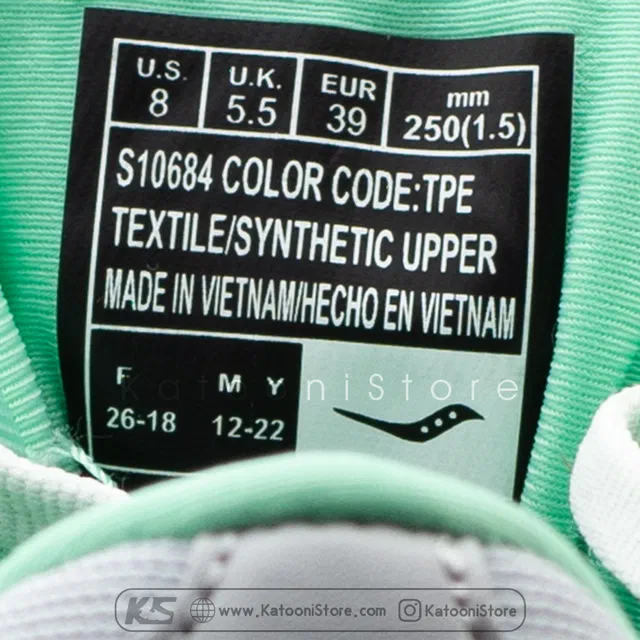 U.S. U.K. EUR mm
8 5.5 39 250(1.5)
S10684 COLOR CODE:TPE
TEXTILE/SYNTHETIC UPPER
MADE IN VIETNAM/HECHO EN VIETNAM
F M Y
KatooniStore
26-18 12-22
KS www.KatooniStore.com KatooniStore